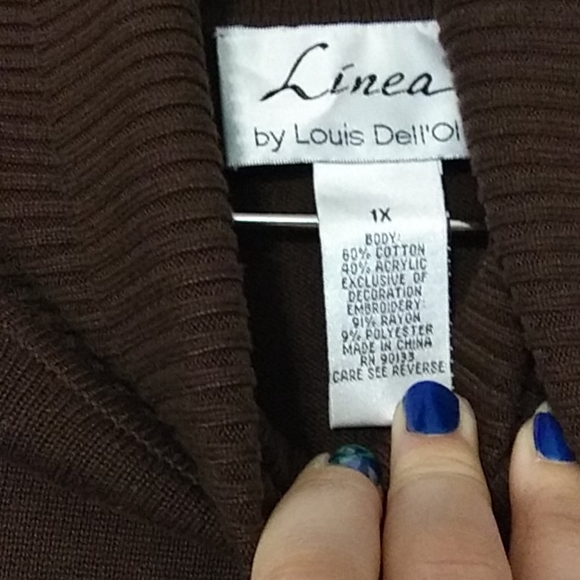 Linea
by Louis Dell'Ol
1X
BODY:
60% COTTON
40% ACRYLIC
EXCLUSIVE OF
DECORATION
EMBROIDERY:
91% RAYON
9% POLYESTER
MADE IN CHINA
RN 90133
CARE SEE REVERSE